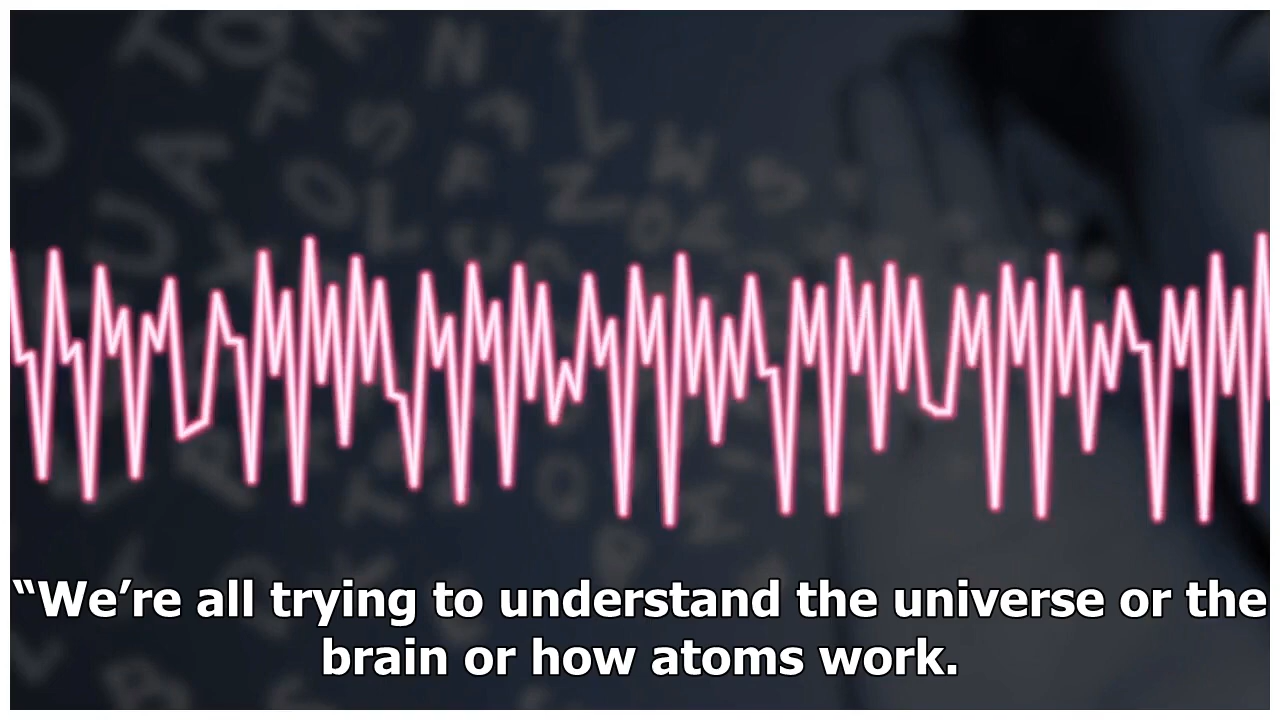 “We’re all trying to understand the universe or the
brain or how atoms work.